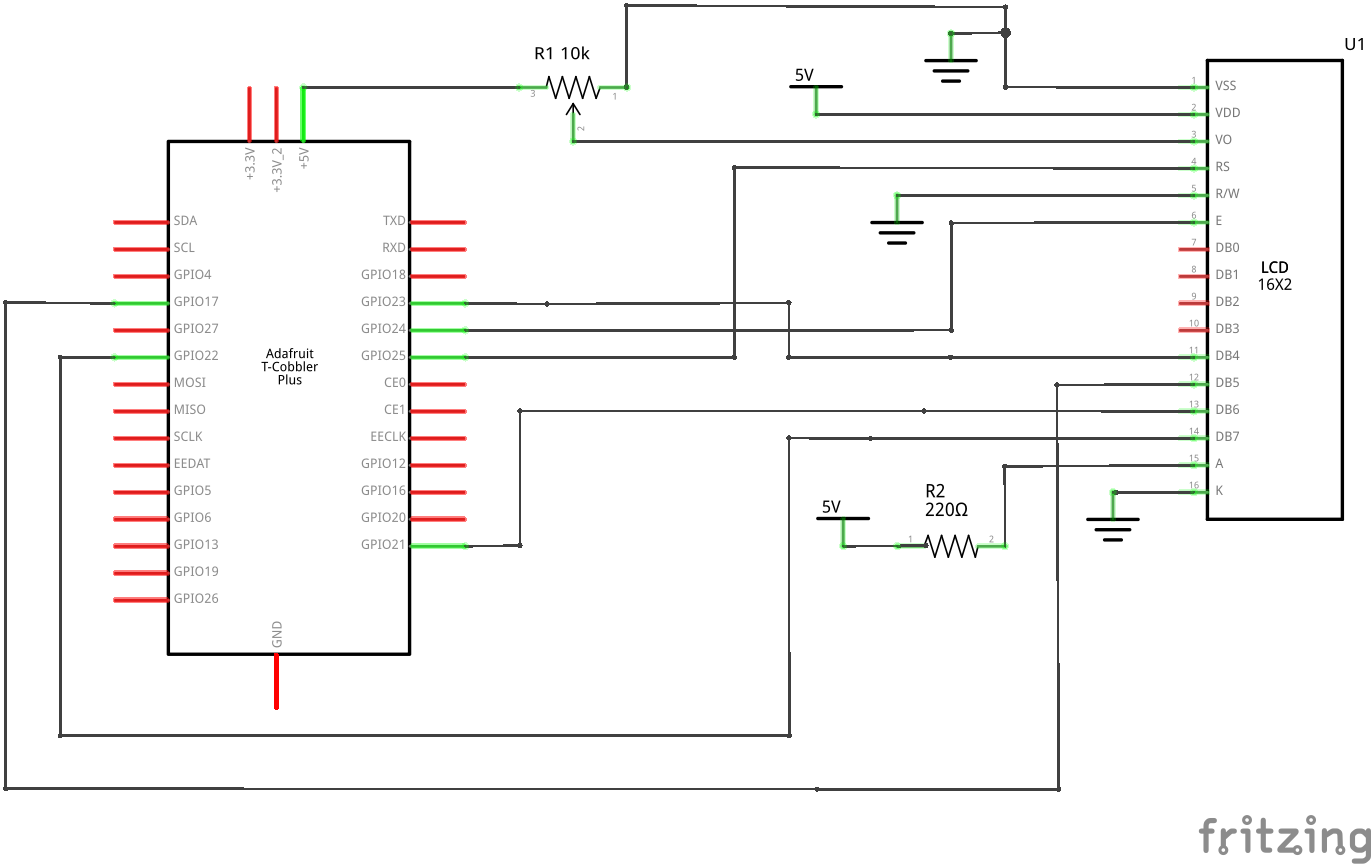 U1
R1 10k
3
1
2
5V
+3.3V
+3.3V_2
+5V
1 VSS
2 VDD
3 VO
4 RS
5 R/W
6 E
7 DB0
8 DB1
9 DB2
10 DB3
11 DB4
12 DB5
13 DB6
14 DB7
15 A
16 K
LCD
16X2
SDA
SCL
GPIO4
GPIO17
GPIO27
GPIO22
MOSI
MISO
SCLK
EEDAT
GPIO5
GPIO6
GPIO13
GPIO19
GPIO26
Adafruit
T-Cobbler
Plus
TXD
RXD
GPIO18
GPIO23
GPIO24
GPIO25
CE0
CE1
EECLK
GPIO12
GPIO16
GPIO20
GPIO21
GND
R2
220Ω
5V
1
2
fritzing